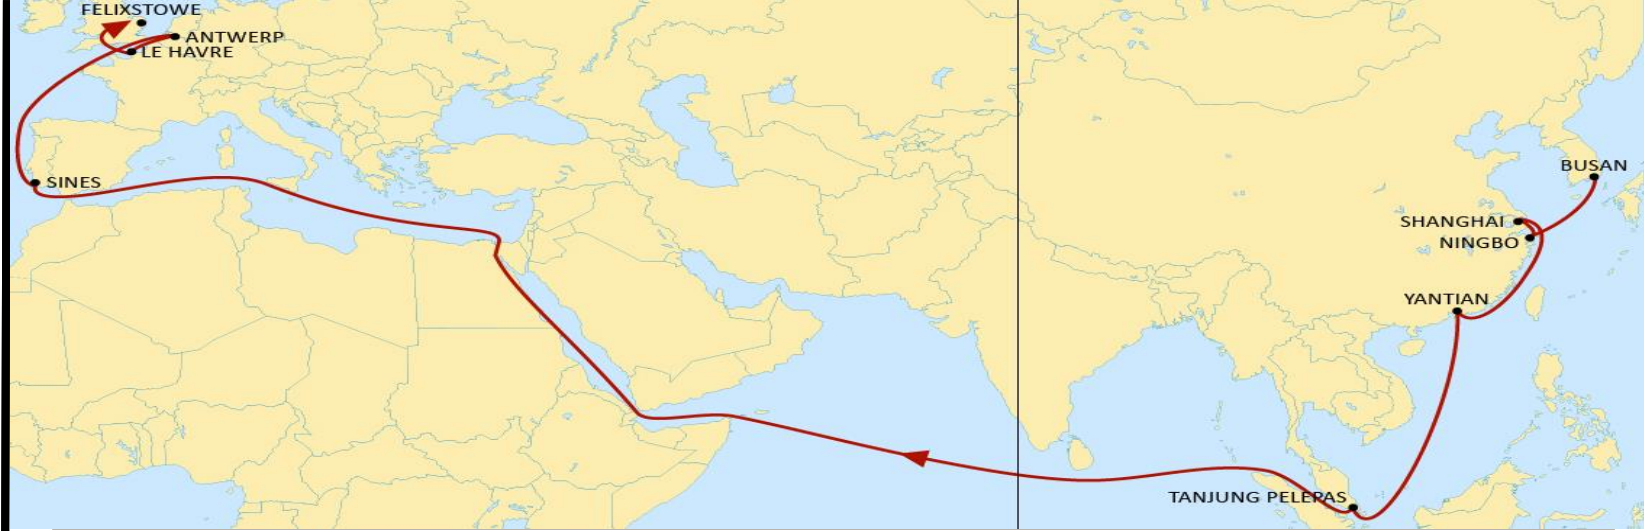 FELIXSTOWE
ANTWERP
LE HAVRE
BUSAN
SINES
SHANGHAI
NINGBO
YANTIAN
TANJUNG PELEPAS